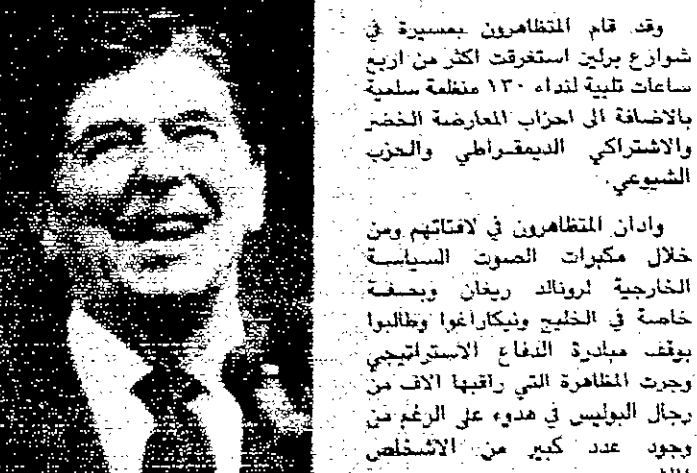 وقد قام المتظاهرون بمسيرة في
شوارع برلين استغرقت اكثر من اربع
ساعات تلبية لنداء ١٣٠ منظمة سلمية
بالاضافة الى احزاب المعارضة الخضر
والاشتراكي الديمقراطي والحزب
الشيوعي.
وادان المتظاهرون في لافتاتهم ومن
خلال مكبرات الصوت السياسة
الخارجية لرونالد ريغان وبصفة
خاصة في الخليج ونيكاراغوا وطالبوا
بوقف مبادرة الدفاع الاستراتيجي
وجرت المظاهرة التي راقبها الاف من
رجال البوليس في هدوء على الرغم من
وجود عدد كبير من الاشخاص